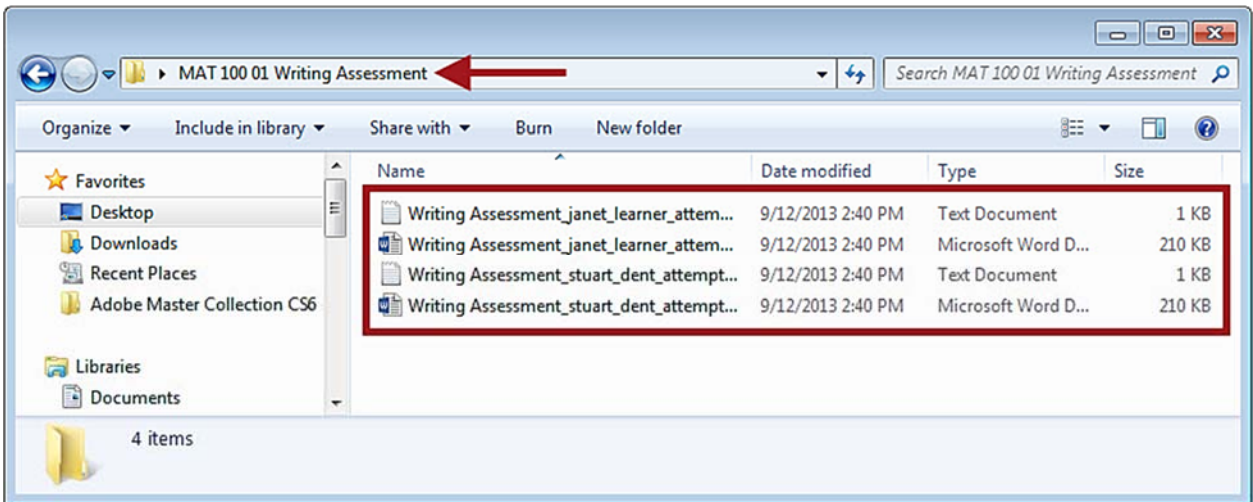 MAT 100 01 Writing Assessment
Search MAT 100 01 Writing Assessment
Organize Include in library Share with Burn New folder
Favorites
Desktop
Downloads
Recent Places
Adobe Master Collection CS6
Libraries
Documents
Name Date modified Type Size
Writing Assessment_janet_learner_attem... 9/12/2013 2:40 PM Text Document 1 KB
Writing Assessment_janet_learner_attem... 9/12/2013 2:40 PM Microsoft Word D... 210 KB
Writing Assessment_stuart_dent_attempt... 9/12/2013 2:40 PM Text Document 1 KB
Writing Assessment_stuart_dent_attempt... 9/12/2013 2:40 PM Microsoft Word D... 210 KB
4 items